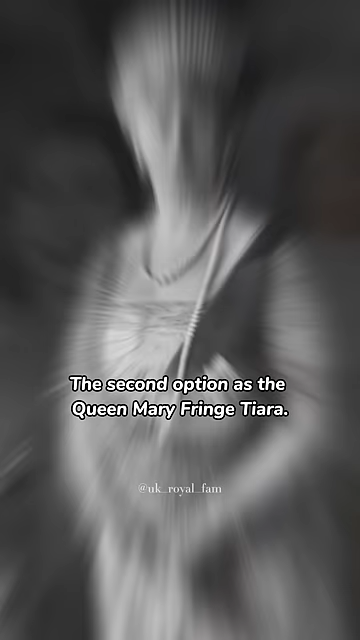 The second option as the
Queen Mary Fringe Tiara.
@uk_royal_fam